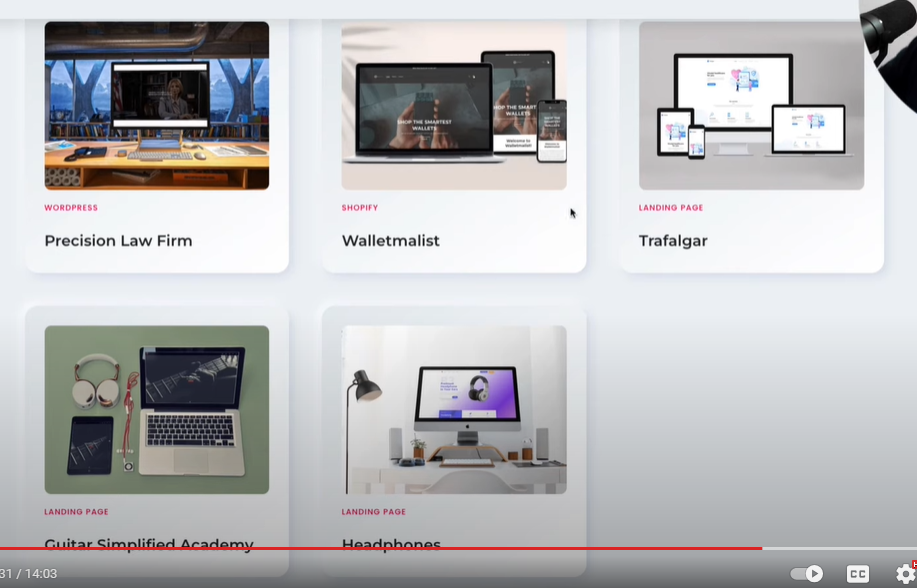 SHOP THE SMARTEST
WALLETS
WORDPRESS
SHOPIFY
LANDING PAGE
Precision Law Firm
Walletmalist
Trafalgar
LANDING PAGE
LANDING PAGE
Guitar Simplified Academy
Headphones
31 / 14:03
CC